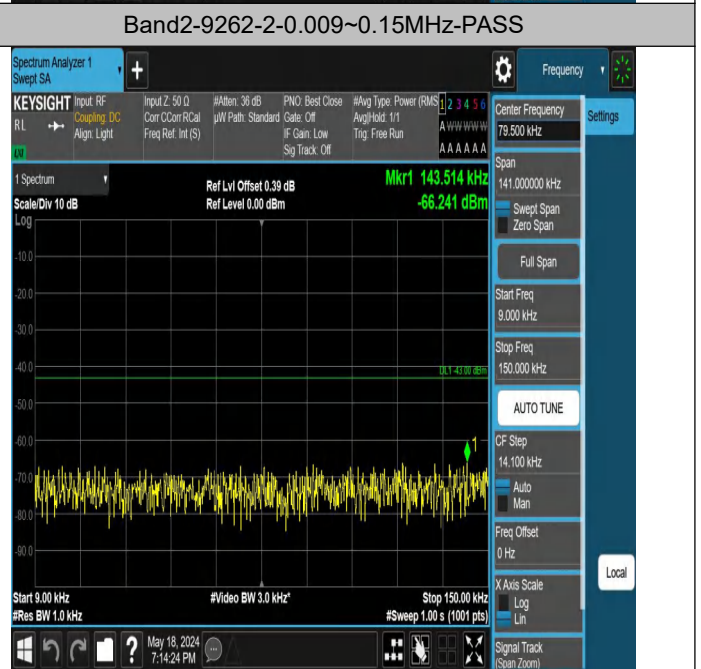 Band2-9262-2-0.009~0.15MHz-PASS
Spectrum Analyzer 1
Swept SA
+
Frequency
KEYSIGHT
RL
Input: RF
Coupling: DC
Align: Light
Input Z: 50 Ω
Corr CCorr RCal
Freq Ref: Int (S)
#Atten: 36 dB
µW Path: Standard
PNO: Best Close
Gate: Off
IF Gain: Low
Sig Track: Off
#Avg Type: Power (RMS
Avg|Hold: 1/1
Trig: Free Run
1 2 3 4 5 6
A W W W W W
A A A A A A
Center Frequency
79.500 kHz
Settings
Span
141.000000 kHz
Swept Span
Zero Span
Full Span
Start Freq
9.000 kHz
Stop Freq
150.000 kHz
AUTO TUNE
CF Step
14.100 kHz
Auto
Man
Freq Offset
0 Hz
X Axis Scale
Log
Lin
Signal Track
(Span Zoom)
Local
1 Spectrum
Scale/Div 10 dB
Log
Ref Lvl Offset 0.39 dB
Ref Level 0.00 dBm
Mkr1 143.514 kHz
-66.241 dBm
-10.0
-20.0
-30.0
-40.0
DL1 -43.00 dBm
-50.0
-60.0
1
-70.0
-80.0
-90.0
Start 9.00 kHz
#Video BW 3.0 kHz*
Stop 150.00 kHz
#Res BW 1.0 kHz
#Sweep 1.00 s (1001 pts)
?
May 18, 2024
7:14:24 PM